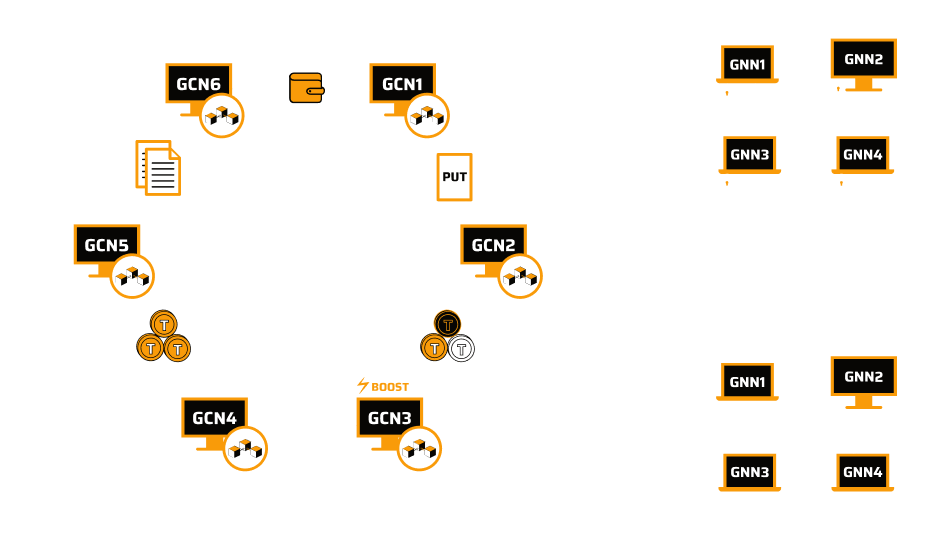 GCN6
GCN1
GNN1
GNN2
GNN3
GNN4
PUT
GCN5
GCN2
T
T
T
T
T
T
BOOST
GCN4
GCN3
GNN1
GNN2
GNN3
GNN4